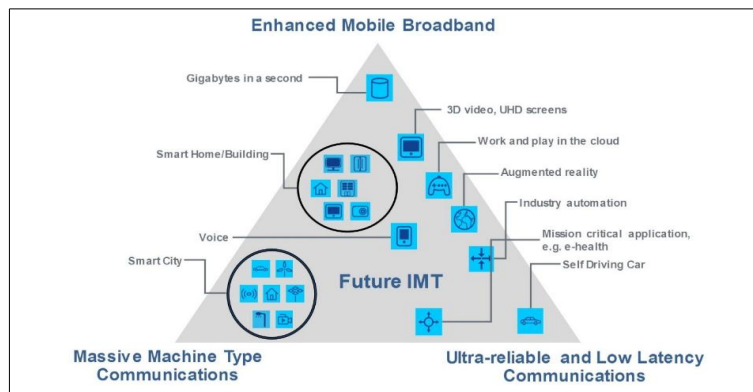 Enhanced Mobile Broadband
Gigabytes in a second
3D video, UHD screens
Work and play in the cloud
Smart Home/Building
Augmented reality
Industry automation
Mission critical application,
e.g. e-health
Voice
Smart City
Self Driving Car
Future IMT
Massive Machine Type
Communications
Ultra-reliable and Low Latency
Communications